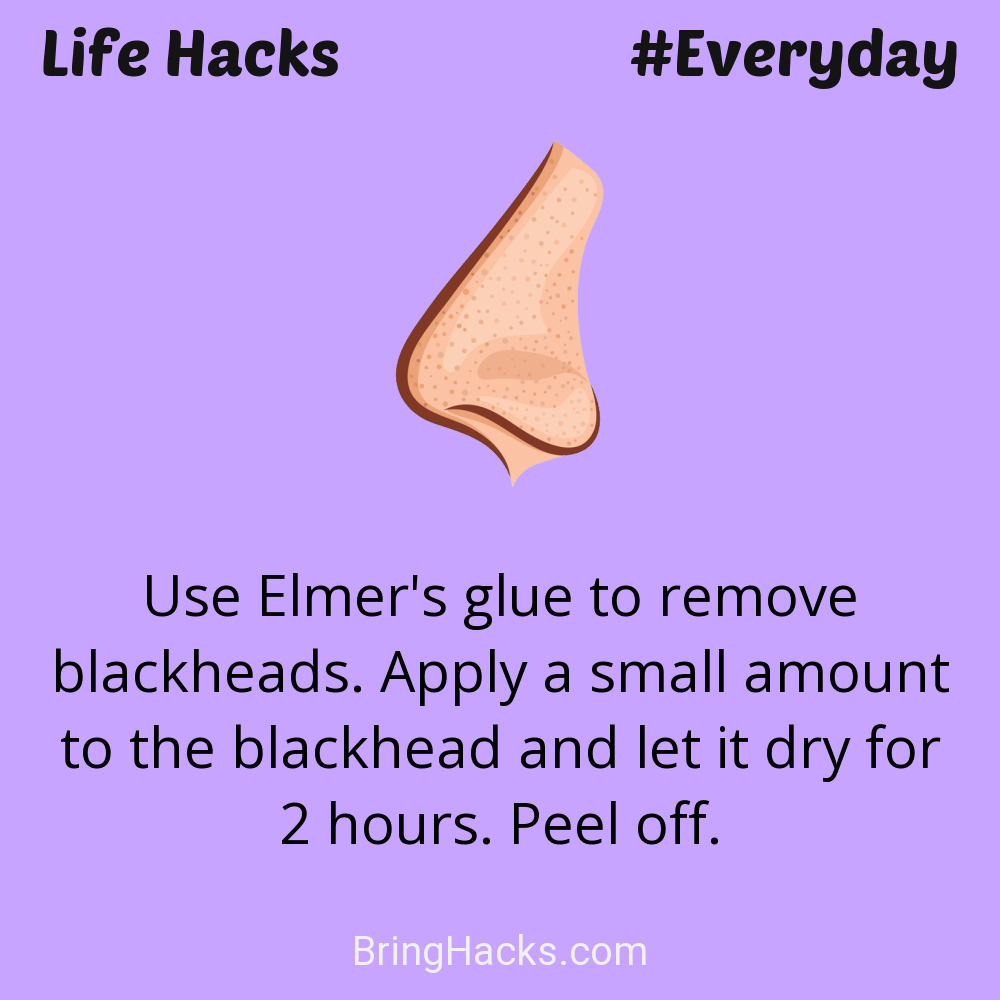 Life Hacks
#Everyday
Use Elmer's glue to remove
blackheads. Apply a small amount
to the blackhead and let it dry for
2 hours. Peel off.
BringHacks.com